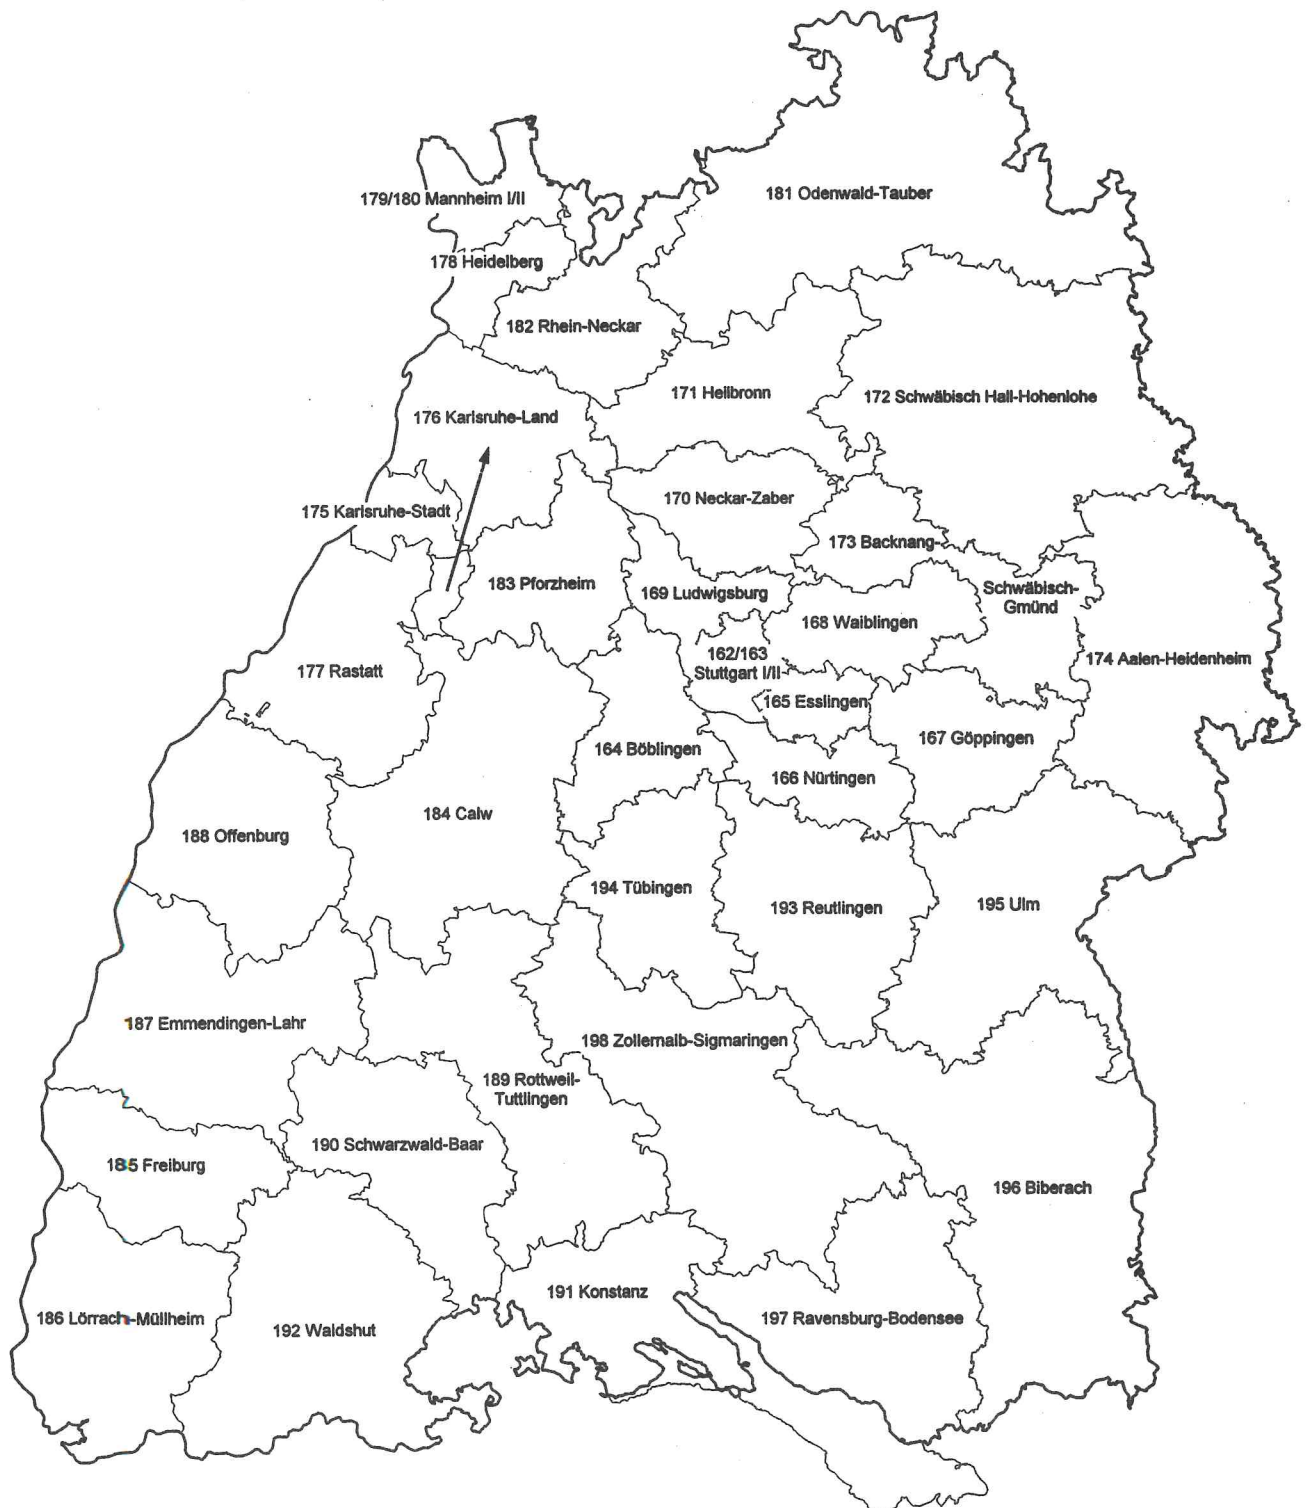 181 Odenwald-Tauber
179/180 Mannheim I/II
178 Heidelberg
182 Rhein-Neckar
171 Heilbronn
172 Schwäbisch Hall-Hohenlohe
176 Karlsruhe-Land
170 Neckar-Zaber
175 Karlsruhe-Stadt
173 Backnang-
Schwäbisch-
Gmünd
183 Pforzheim
169 Ludwigsburg
168 Waiblingen
162/163
Stuttgart I/II
174 Aalen-Heidenheim
177 Rastatt
165 Esslingen
167 Göppingen
164 Böblingen
166 Nürtingen
184 Calw
188 Offenburg
194 Tübingen
193 Reutlingen
195 Ulm
187 Emmendingen-Lahr
198 Zollernalb-Sigmaringen
189 Rottweil-
Tuttlingen
190 Schwarzwald-Baar
185 Freiburg
196 Biberach
191 Konstanz
186 Lörrach-Müllheim
192 Waldshut
197 Ravensburg-Bodensee